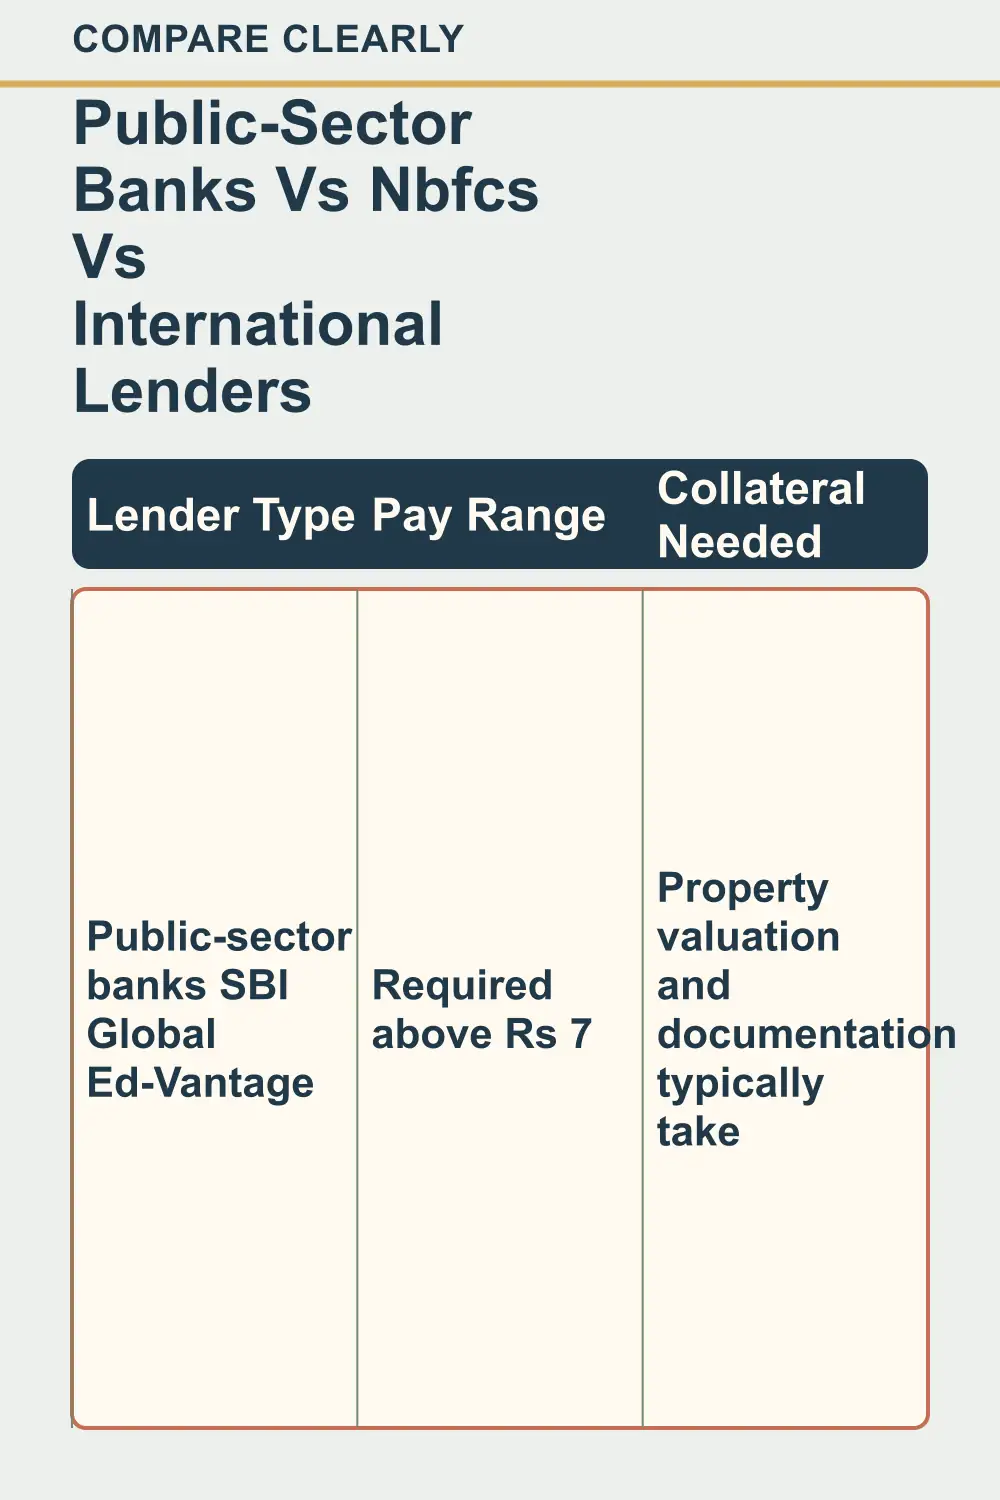 COMPARE CLEARLY
Public-Sector
Banks Vs Nbfcs
Vs
International
Lenders
Lender Type
Pay Range
Collateral
Needed
Public-sector
banks SBI
Global
Ed-Vantage
Required
above Rs 7
Property
valuation
and
documentation
typically
take